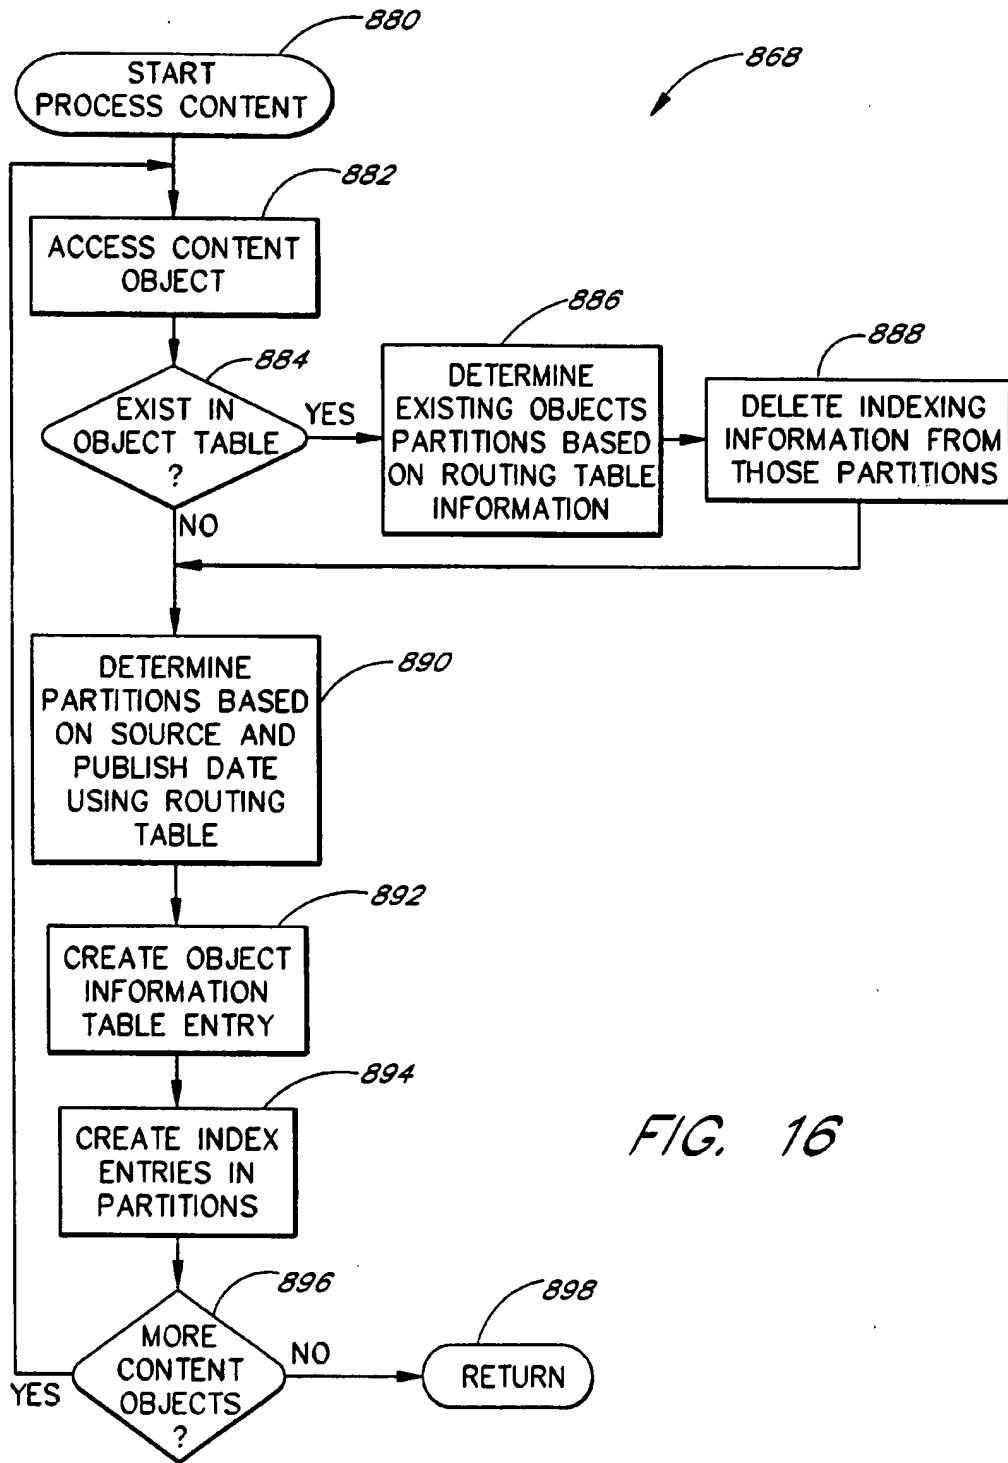 880
START
PROCESS CONTENT
868
882
ACCESS CONTENT
OBJECT
884
EXIST IN
OBJECT TABLE
?
YES
NO
886
DETERMINE
EXISTING OBJECTS
PARTITIONS BASED
ON ROUTING TABLE
INFORMATION
888
DELETE INDEXING
INFORMATION FROM
THOSE PARTITIONS
890
DETERMINE
PARTITIONS BASED
ON SOURCE AND
PUBLISH DATE
USING ROUTING
TABLE
892
CREATE OBJECT
INFORMATION
TABLE ENTRY
894
CREATE INDEX
ENTRIES IN
PARTITIONS
896
MORE
CONTENT
OBJECTS
?
YES
NO
898
RETURN
FIG. 16